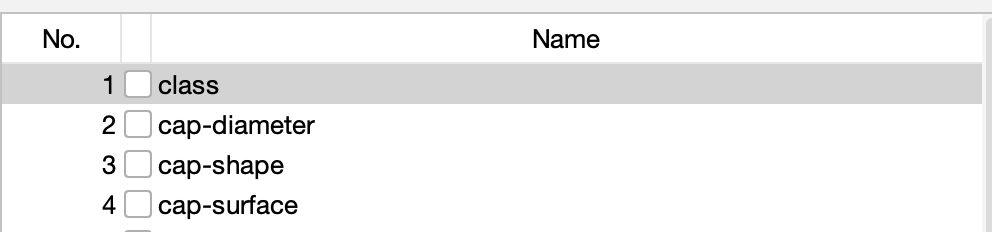 No. Name
1 class
2 cap-diameter
3 cap-shape
4 cap-surface